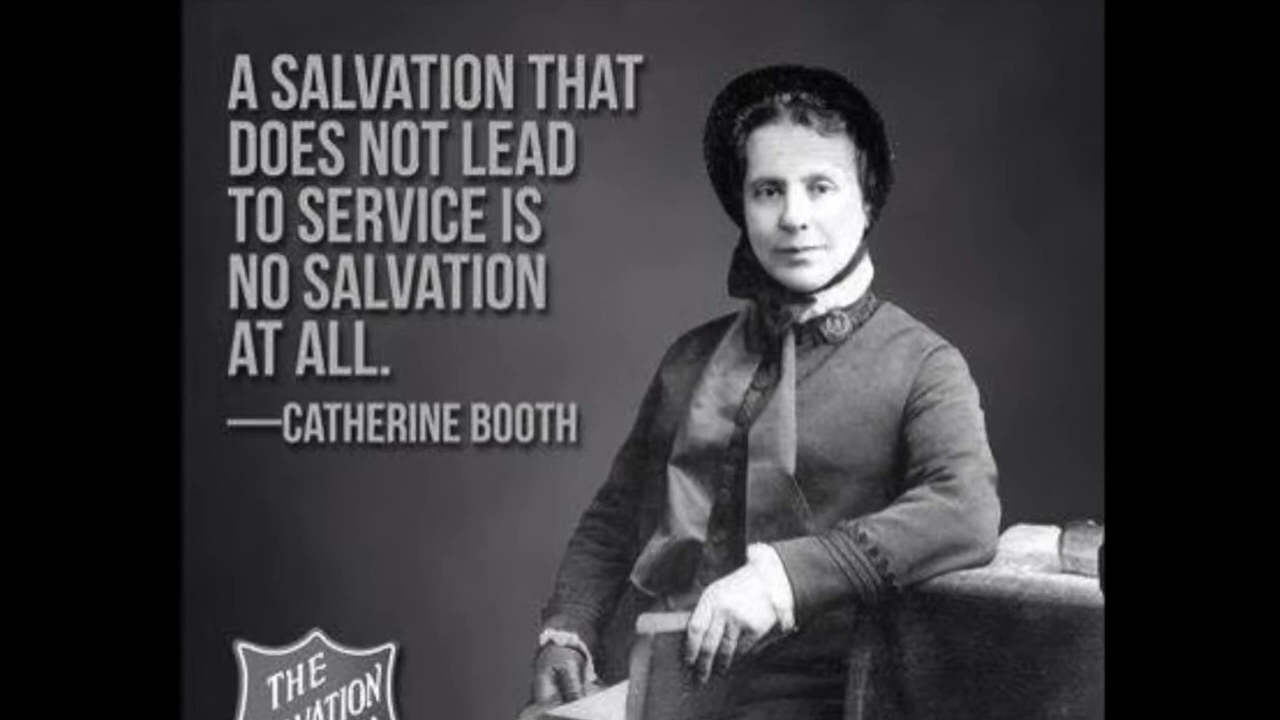 A SALVATION THAT
DOES NOT LEAD
TO SERVICE IS
NO SALVATION
AT ALL.
—CATHERINE BOOTH
THE